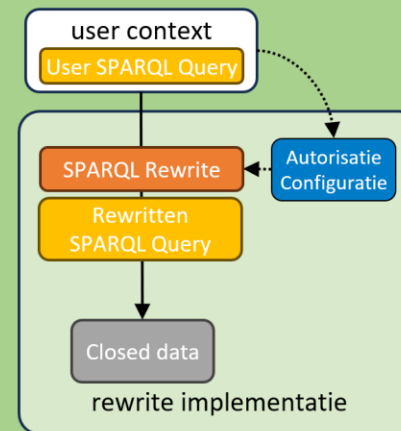 user context
User SPARQL Query
SPARQL Rewrite
Autorisatie
Configuratie
Rewritten
SPARQL Query
Closed data
rewrite implementatie